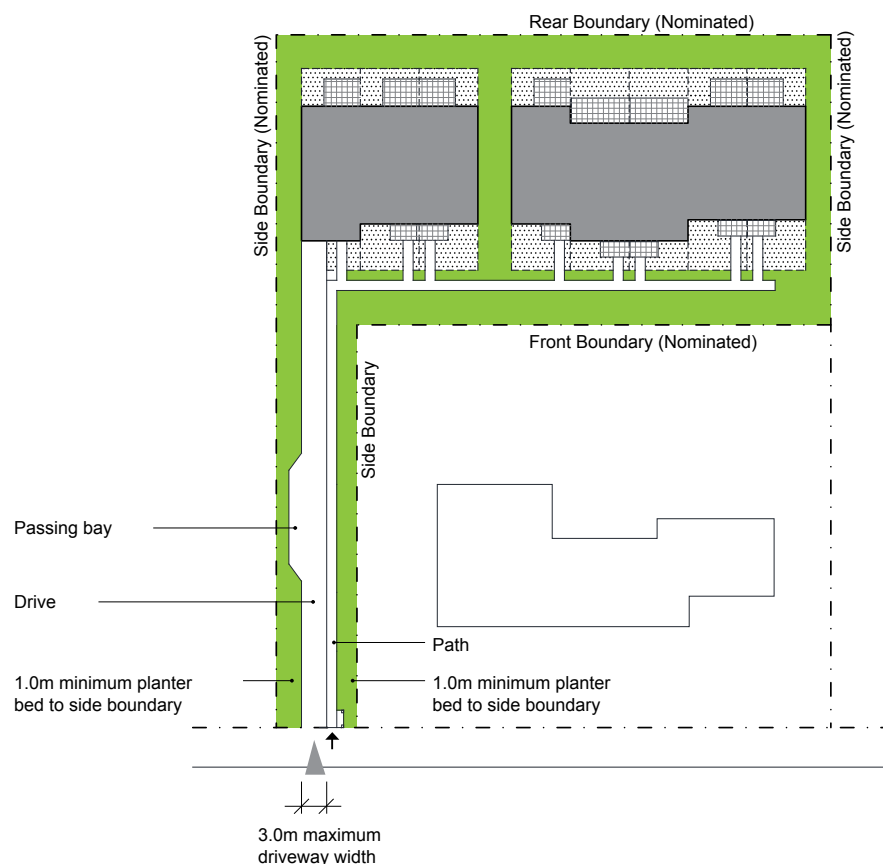 Rear Boundary (Nominated)
Side Boundary (Nominated)
Side Boundary (Nominated)
Front Boundary (Nominated)
Side Boundary
Passing bay
Drive
Path
1.0m minimum planter
bed to side boundary
1.0m minimum planter
bed to side boundary
3.0m maximum
driveway width